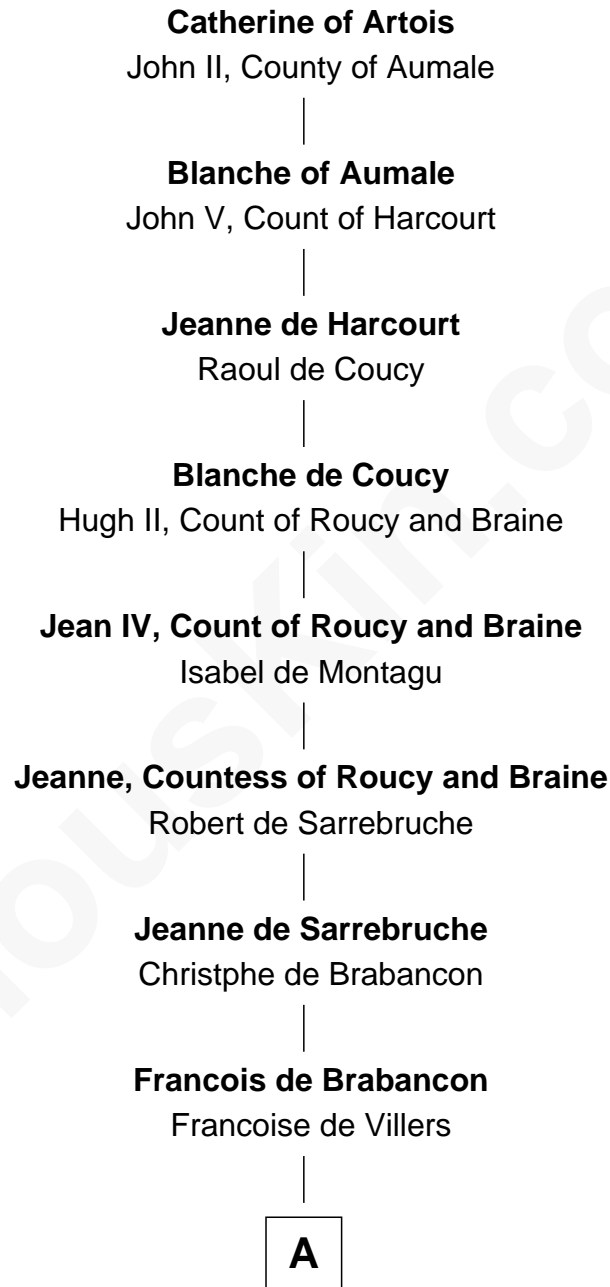 Catherine of Artois
John II, County of Aumale
Blanche of Aumale
John V, Count of Harcourt
Jeanne de Harcourt
Raoul de Coucy
Blanche de Coucy
Hugh II, Count of Roucy and Braine
Jean IV, Count of Roucy and Braine
Isabel de Montagu
Jeanne, Countess of Roucy and Braine
Robert de Sarrebruche
Jeanne de Sarrebruche
Christphe de Brabancon
Francois de Brabancon
Francoise de Villers
A